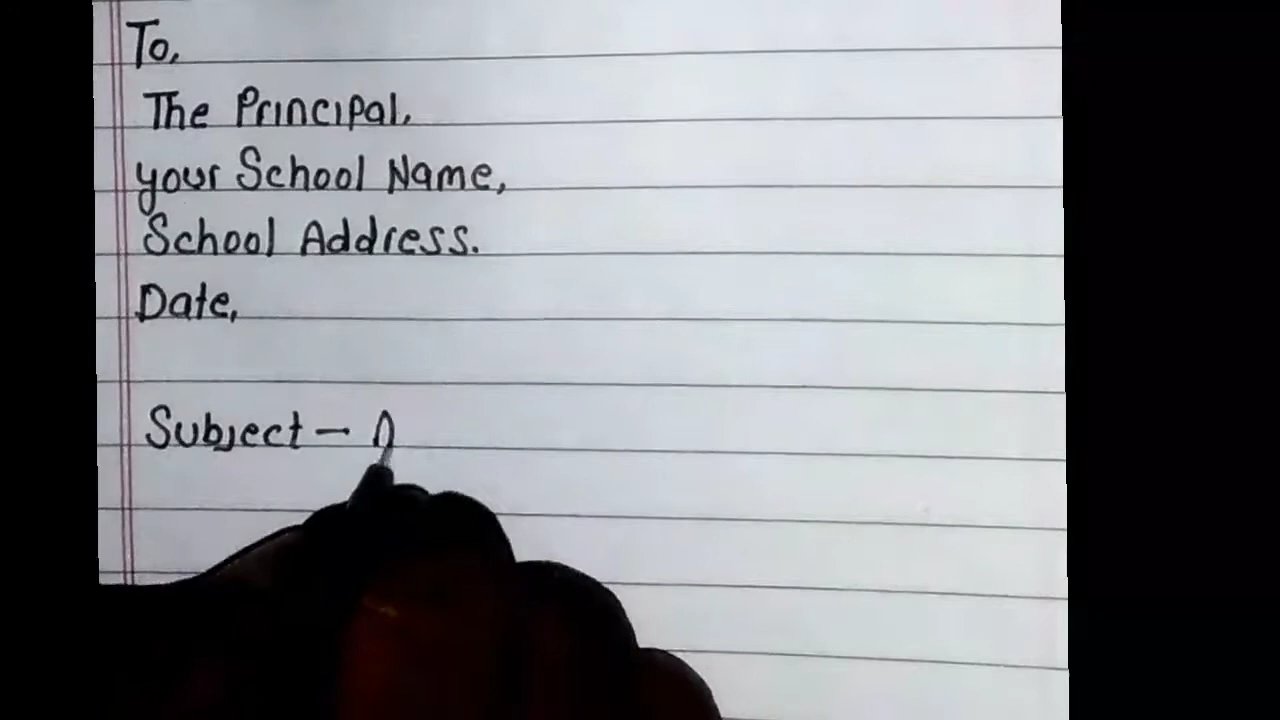 To,
The Principal,
your School Name,
School Address.
Date,
Subject —